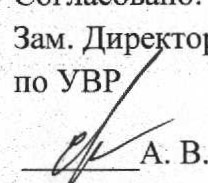 Согласовано:
Зам. Директор
по УВР
А. В.